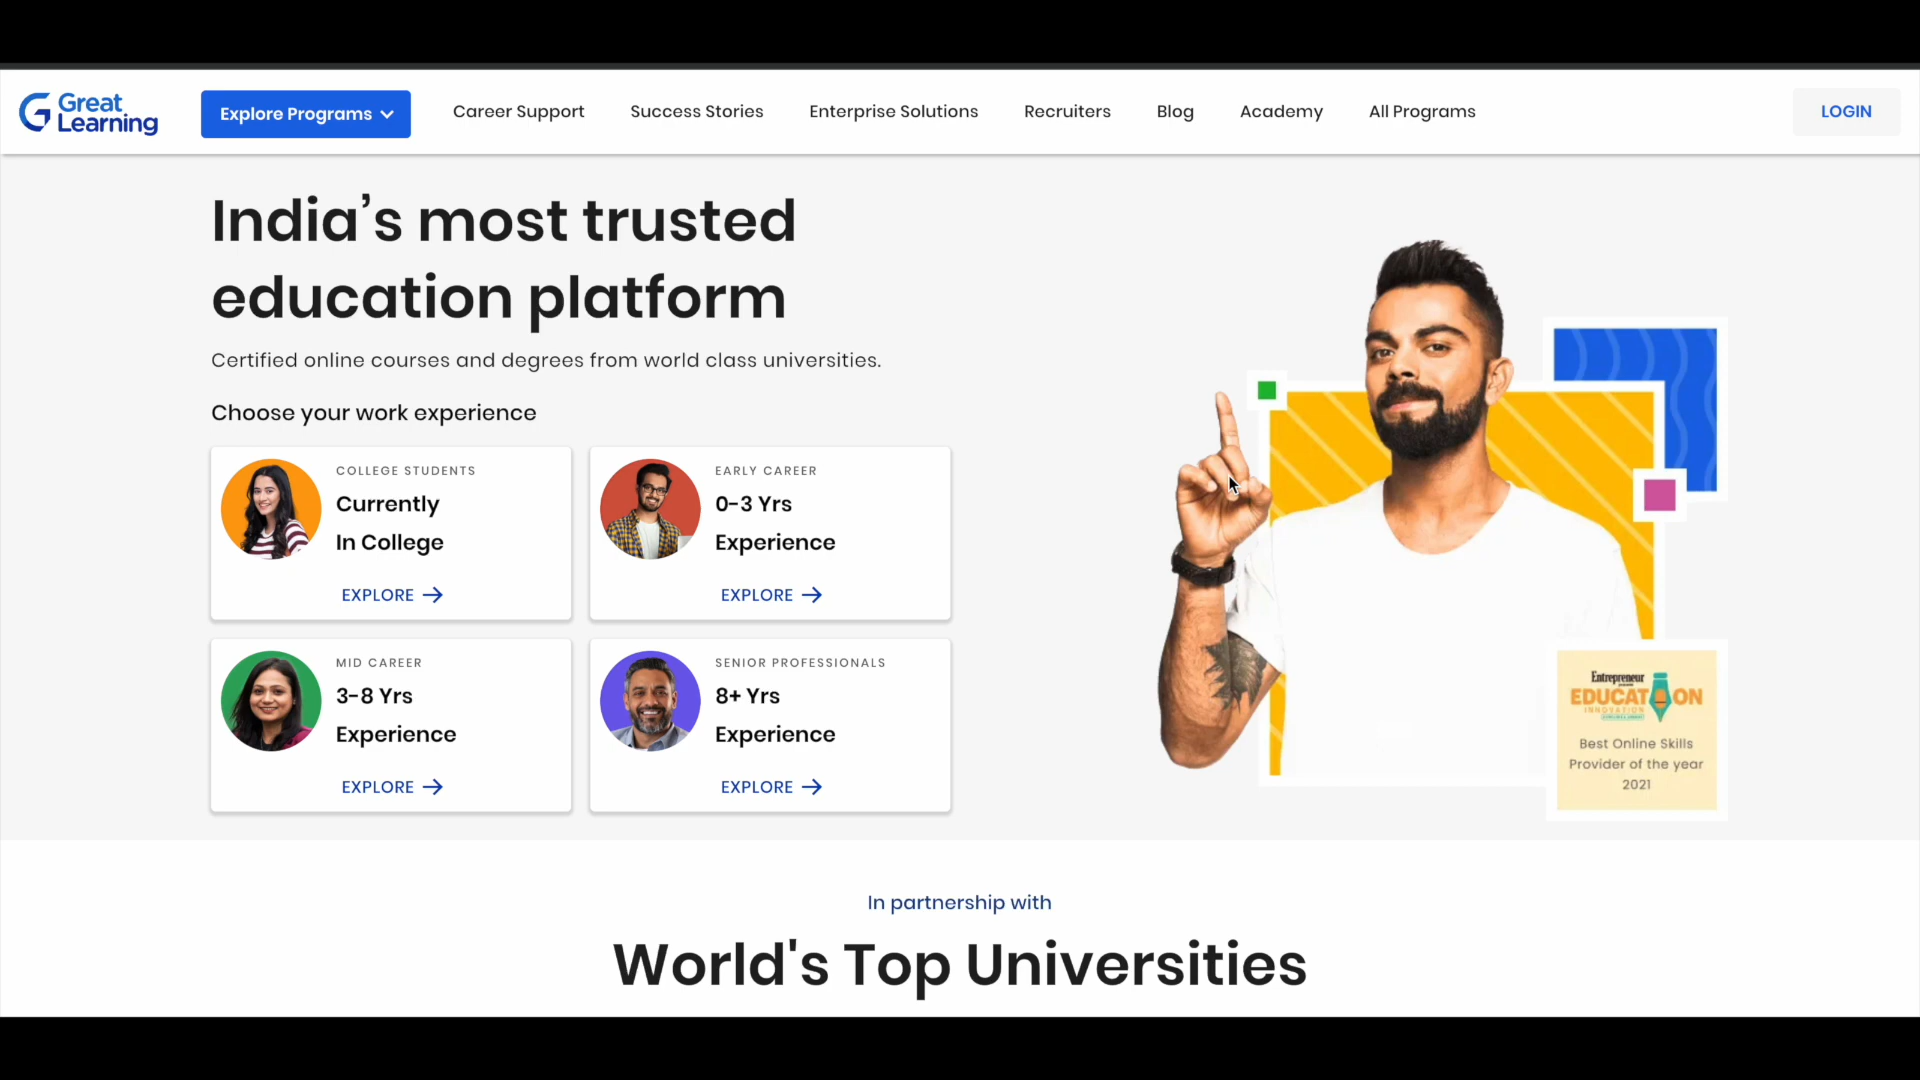 Great
Learning
Explore Programs
Career Support
Success Stories
Enterprise Solutions
Recruiters
Blog
Academy
All Programs
LOGIN
India’s most trusted
education platform
Certified online courses and degrees from world class universities.
Choose your work experience
COLLEGE STUDENTS
Currently
In College
EXPLORE
EARLY CAREER
0-3 Yrs
Experience
EXPLORE
MID CAREER
3-8 Yrs
Experience
EXPLORE
SENIOR PROFESSIONALS
8+ Yrs
Experience
EXPLORE
Entrepreneur
EDUCATION
INNOVATION
Best Online Skills
Provider of the year
2021
In partnership with
World's Top Universities